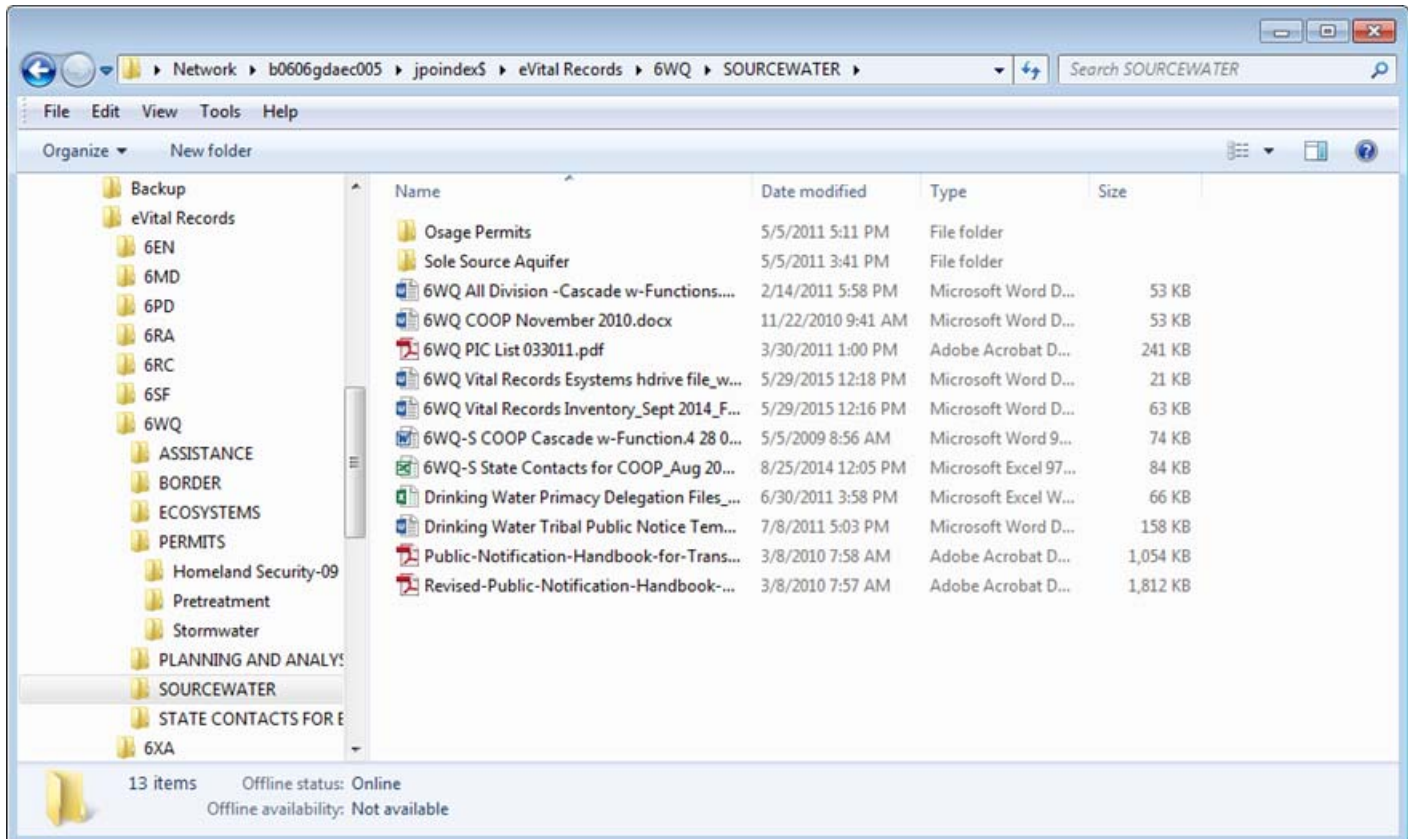 Network ▸ b0606gdaec005 ▸ jpoindex$ ▸ eVital Records ▸ 6WQ ▸ SOURCEWATER ▸ Search SOURCEWATER
File Edit View Tools Help
Organize New folder
Backup
eVital Records
6EN
6MD
6PD
6RA
6RC
6SF
6WQ
ASSISTANCE
BORDER
ECOSYSTEMS
PERMITS
Homeland Security-09
Pretreatment
Stormwater
PLANNING AND ANALYS
SOURCEWATER
STATE CONTACTS FOR E
6XA
Name Date modified Type Size
Osage Permits 5/5/2011 5:11 PM File folder
Sole Source Aquifer 5/5/2011 3:41 PM File folder
6WQ All Division -Cascade w-Functions.... 2/14/2011 5:58 PM Microsoft Word D... 53 KB
6WQ COOP November 2010.docx 11/22/2010 9:41 AM Microsoft Word D... 53 KB
6WQ PIC List 033011.pdf 3/30/2011 1:00 PM Adobe Acrobat D... 241 KB
6WQ Vital Records Esystems hdrive file_w... 5/29/2015 12:18 PM Microsoft Word D... 21 KB
6WQ Vital Records Inventory_Sept 2014_F... 5/29/2015 12:16 PM Microsoft Word D... 63 KB
6WQ-S COOP Cascade w-Function.4 28 0... 5/5/2009 8:56 AM Microsoft Word 9... 74 KB
6WQ-S State Contacts for COOP_Aug 20... 8/25/2014 12:05 PM Microsoft Excel 97... 84 KB
Drinking Water Primacy Delegation Files_... 6/30/2011 3:58 PM Microsoft Excel W... 66 KB
Drinking Water Tribal Public Notice Tem... 7/8/2011 5:03 PM Microsoft Word D... 158 KB
Public-Notification-Handbook-for-Trans... 3/8/2010 7:58 AM Adobe Acrobat D... 1,054 KB
Revised-Public-Notification-Handbook-... 3/8/2010 7:57 AM Adobe Acrobat D... 1,812 KB
13 items Offline status: Online
Offline availability: Not available